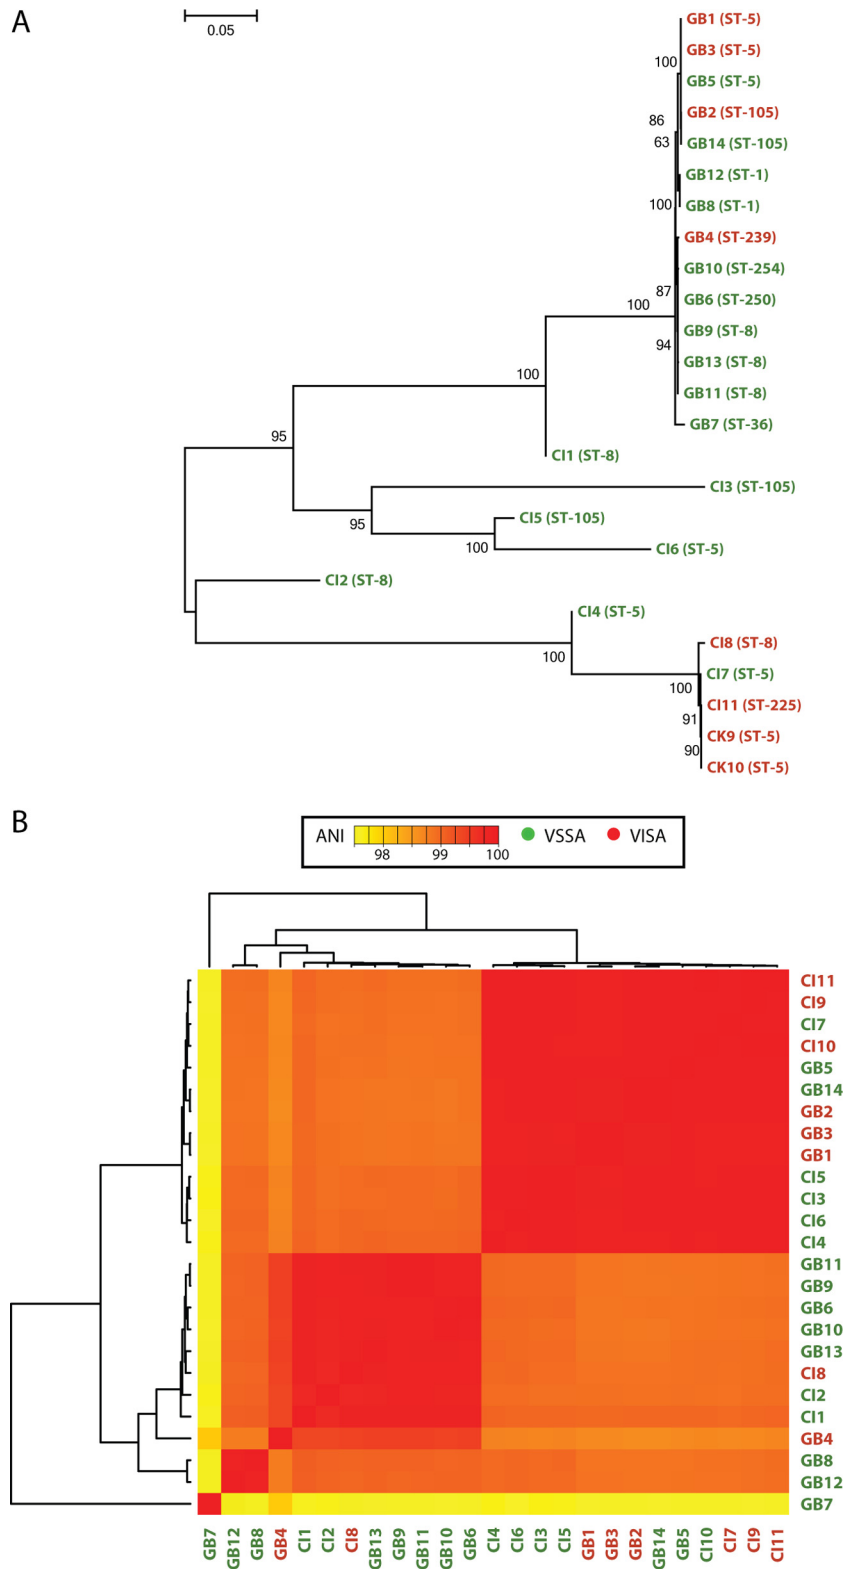 A
0.05
GB1 (ST-5)
GB3 (ST-5)
100
GB5 (ST-5)
GB2 (ST-105)
86
63
GB14 (ST-105)
GB12 (ST-1)
100
GB8 (ST-1)
GB4 (ST-239)
GB10 (ST-254)
87
100
GB6 (ST-250)
GB9 (ST-8)
94
GB13 (ST-8)
100
GB11 (ST-8)
GB7 (ST-36)
95
CI1 (ST-8)
CI3 (ST-105)
95
CI5 (ST-105)
100
CI6 (ST-5)
CI2 (ST-8)
CI4 (ST-5)
100
CI8 (ST-8)
CI7 (ST-5)
100
CI11 (ST-225)
91
CK9 (ST-5)
90
CK10 (ST-5)
B
ANI
98
99
100
VSSA
VISA
CI11
CI9
CI7
CI10
GB5
GB14
GB2
GB3
GB1
CI5
CI3
CI6
CI4
GB11
GB9
GB6
GB10
GB13
CI8
CI2
CI1
GB4
GB8
GB12
GB7
GB7
GB12
GB8
GB4
CI1
CI2
CI8
GB13
GB9
GB11
GB10
GB6
CI4
CI6
CI3
CI5
GB1
GB3
GB2
GB14
GB5
CI10
CI7
CI9
CI11